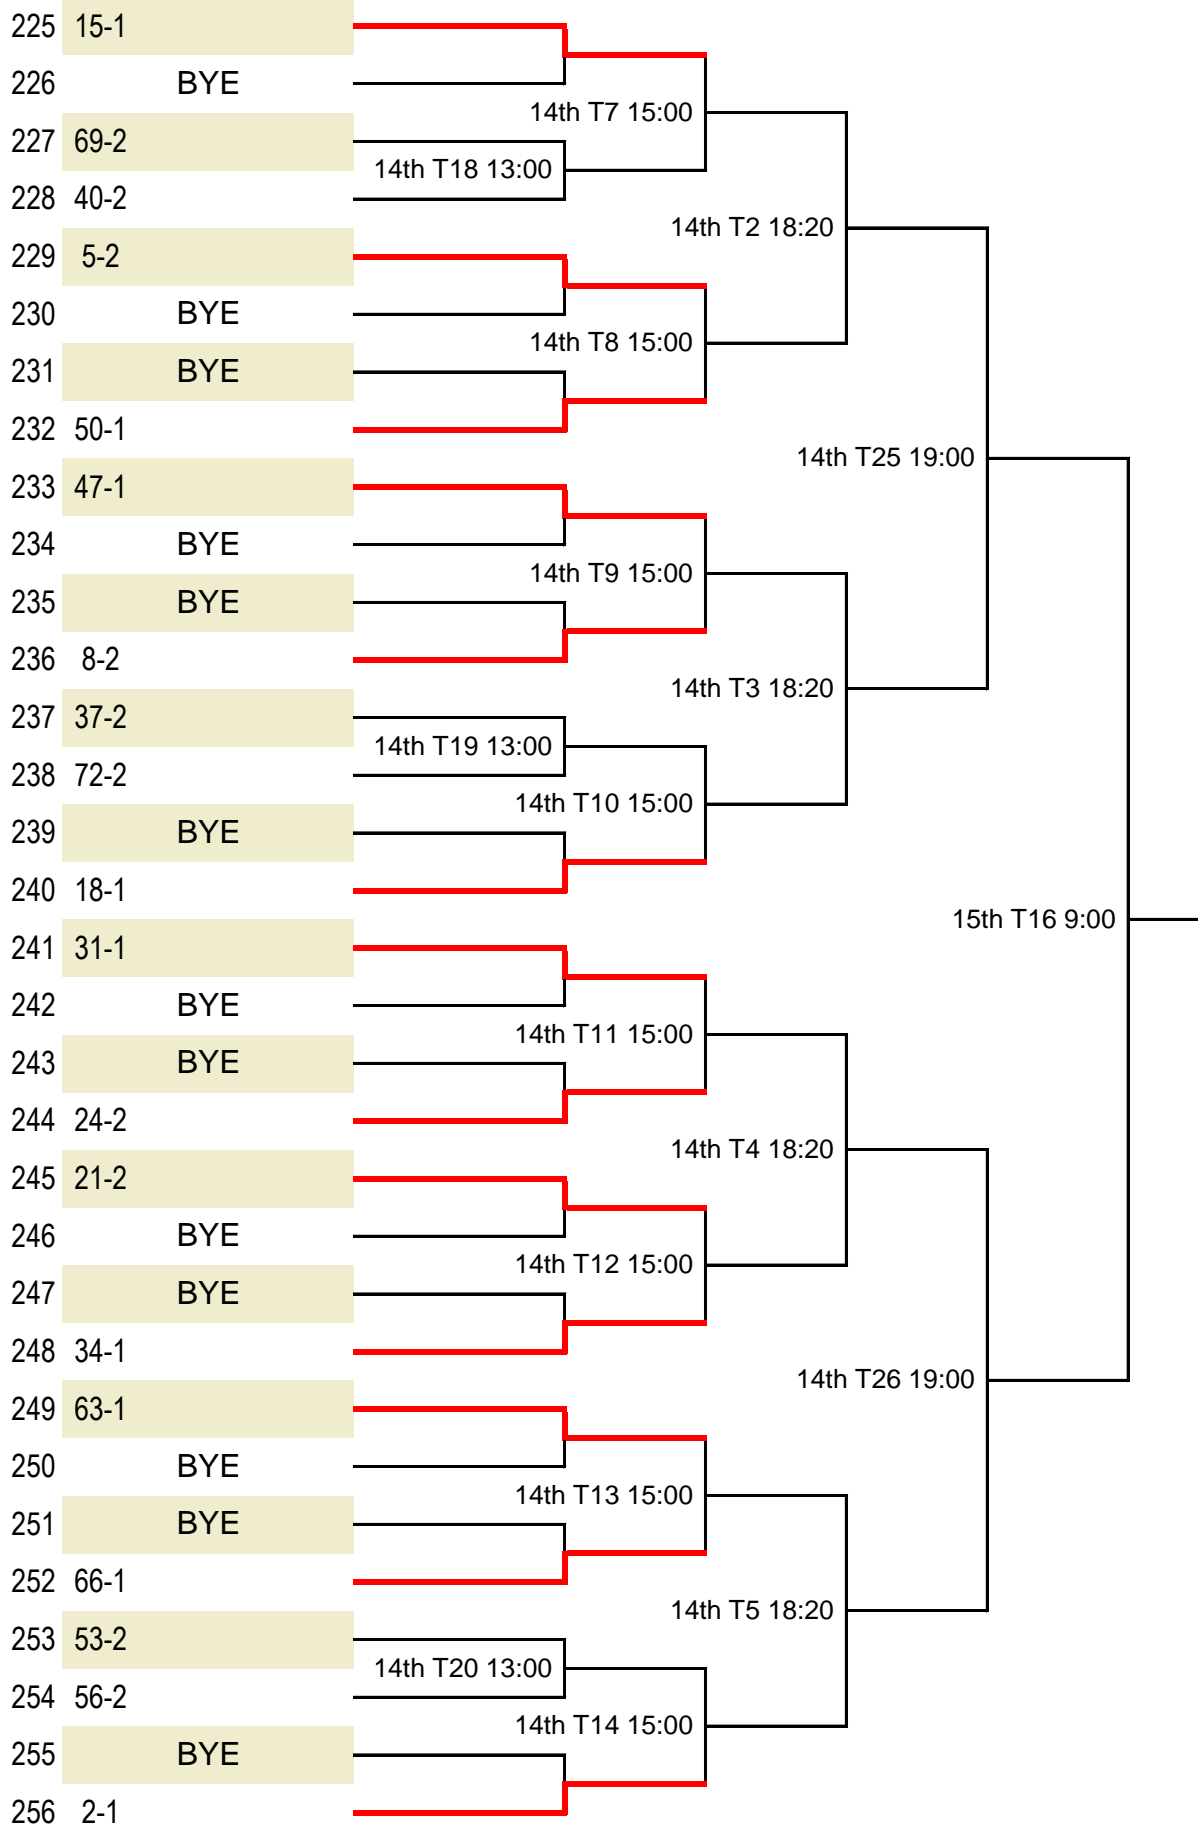 225 15-1
226 BYE
14th T7 15:00
227 69-2
14th T18 13:00
228 40-2
14th T2 18:20
229 5-2
230 BYE
14th T8 15:00
231 BYE
232 50-1
14th T25 19:00
233 47-1
234 BYE
14th T9 15:00
235 BYE
236 8-2
14th T3 18:20
237 37-2
14th T19 13:00
238 72-2
14th T10 15:00
239 BYE
240 18-1
15th T16 9:00
241 31-1
242 BYE
14th T11 15:00
243 BYE
244 24-2
14th T4 18:20
245 21-2
246 BYE
14th T12 15:00
247 BYE
248 34-1
14th T26 19:00
249 63-1
250 BYE
14th T13 15:00
251 BYE
252 66-1
14th T5 18:20
253 53-2
14th T20 13:00
254 56-2
14th T14 15:00
255 BYE
256 2-1